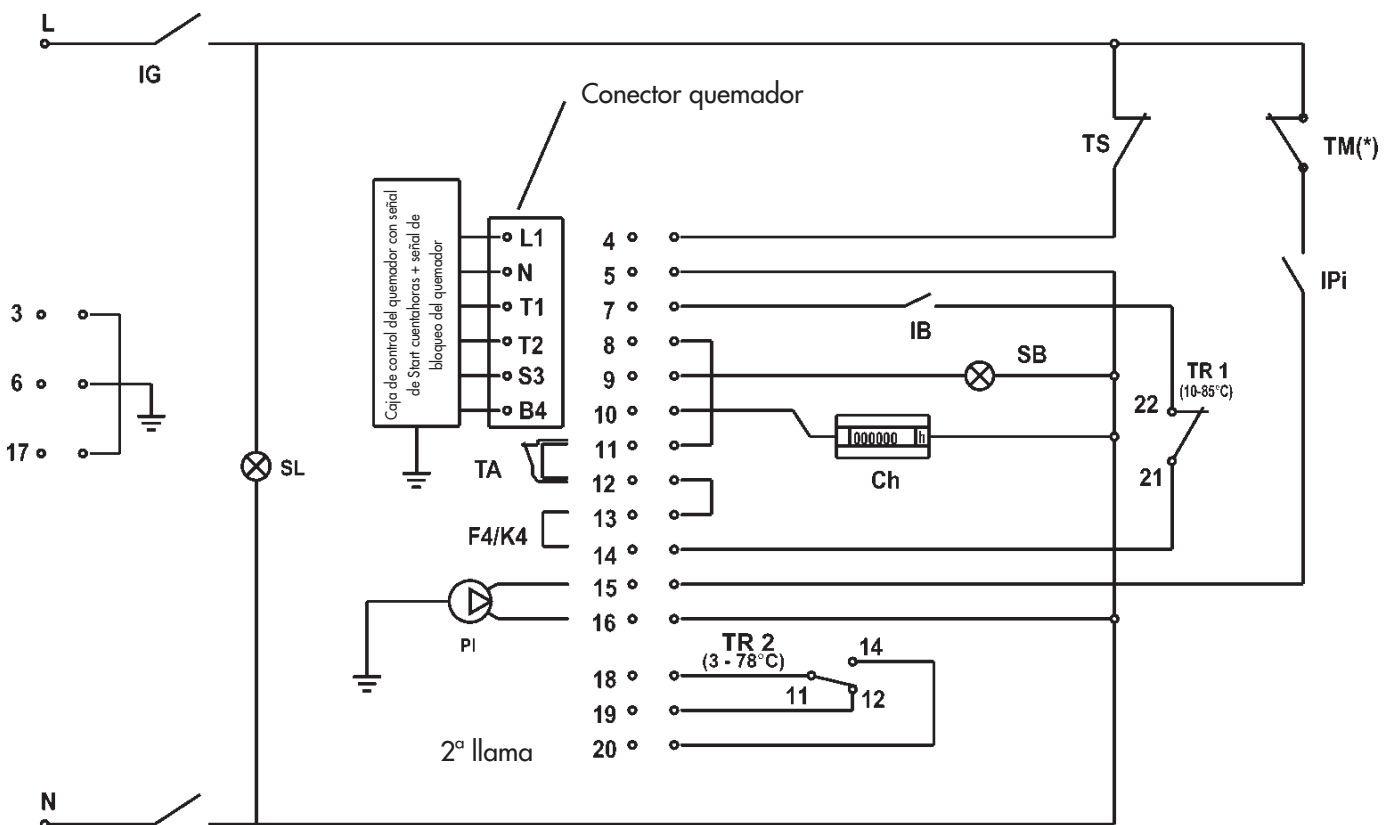 L
IG
Conector quemador
TS
TM(*)
Caja de control del quemador con señal
de Start cuentahoras + señal de
bloqueo del quemador
L1
4
N
5
IPi
3
T1
7
IB
T2
8
SB
TR 1
(10-85°C)
6
S3
9
22
B4
10
000000 h
17
SL
TA
11
Ch
21
12
F4/K4
13
14
15
PI
16
TR 2
(3 - 78°C)
14
18
11
12
19
2ª llama
20
N